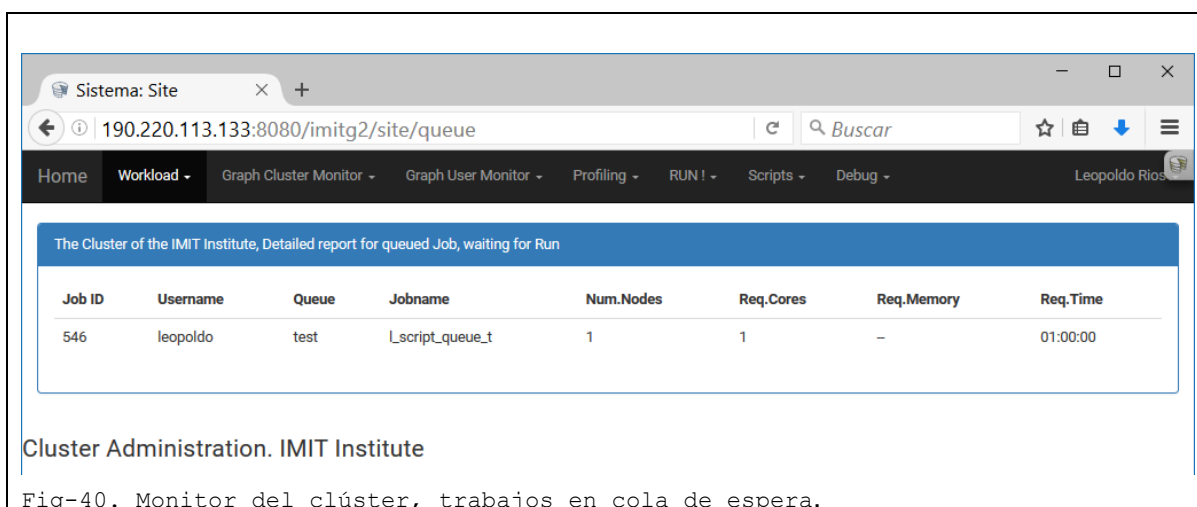 Sistema: Site
190.220.113.133:8080/imitg2/site/queue
Buscar
Home Workload Graph Cluster Monitor Graph User Monitor Profiling RUN ! Scripts Debug Leopoldo Rios
The Cluster of the IMIT Institute, Detailed report for queued Job, waiting for Run
Job ID Username Queue Jobname Num.Nodes Req.Cores Req.Memory Req.Time
546 leopoldo test l_script_queue_t 1 1 -- 01:00:00
Cluster Administration. IMIT Institute
Fig-40. Monitor del clúster, trabajos en cola de espera.